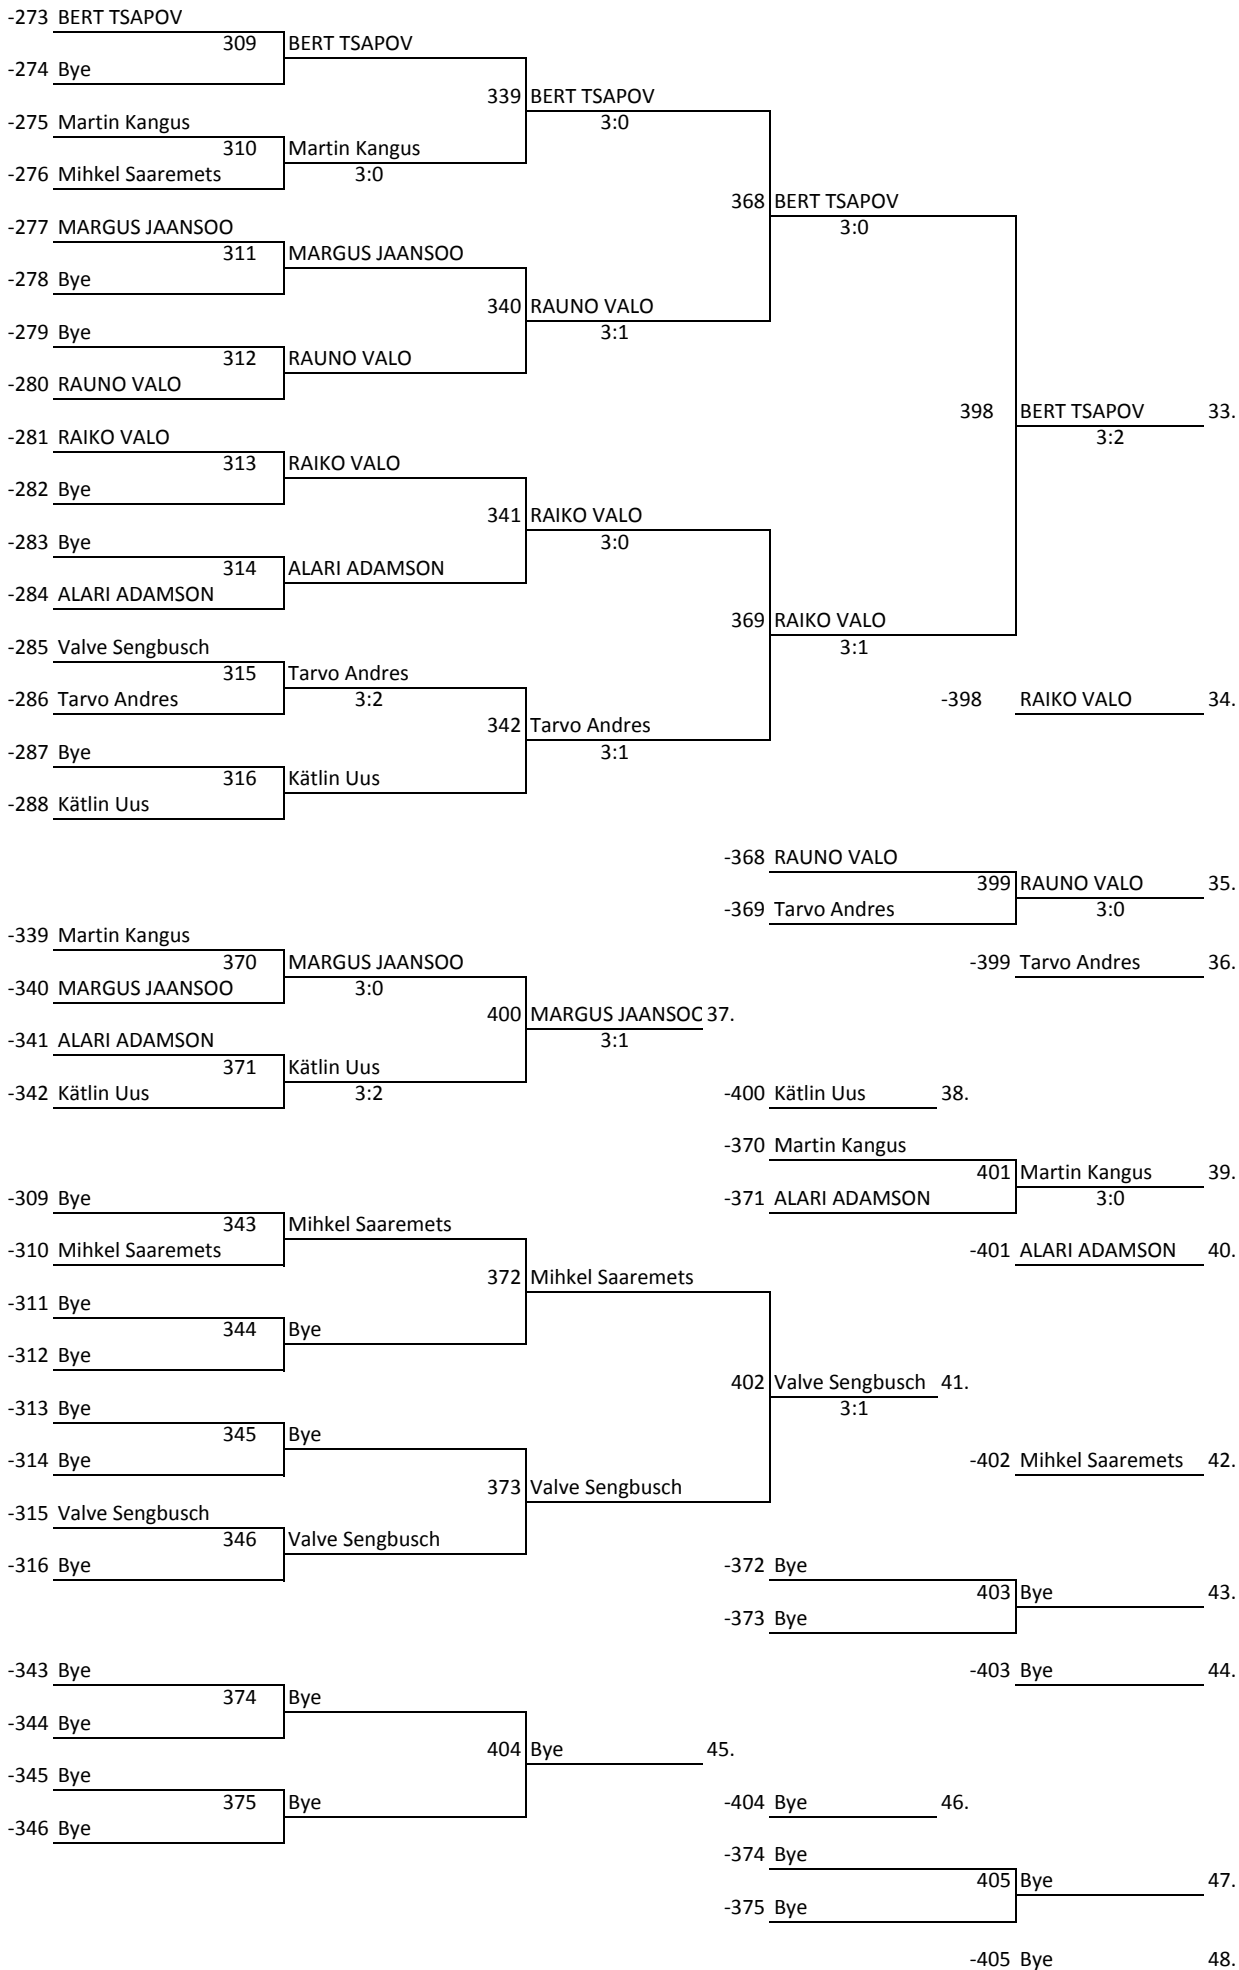 -273 BERT TSAPOV
309 BERT TSAPOV
-274 Bye
339 BERT TSAPOV
-275 Martin Kangus 3:0
310 Martin Kangus
-276 Mihkel Saaremets 3:0
368 BERT TSAPOV
-277 MARGUS JAANSOO 3:0
311 MARGUS JAANSOO
-278 Bye
340 RAUNO VALO
-279 Bye 3:1
312 RAUNO VALO
-280 RAUNO VALO
398 BERT TSAPOV 33.
-281 RAIKO VALO 3:2
313 RAIKO VALO
-282 Bye
341 RAIKO VALO
-283 Bye 3:0
314 ALARI ADAMSON
-284 ALARI ADAMSON
369 RAIKO VALO
-285 Valve Sengbusch 3:1
315 Tarvo Andres
-286 Tarvo Andres 3:2 -398 RAIKO VALO 34.
342 Tarvo Andres
-287 Bye 3:1
316 Kätlin Uus
-288 Kätlin Uus
-368 RAUNO VALO
399 RAUNO VALO 35.
-369 Tarvo Andres 3:0
-339 Martin Kangus
370 MARGUS JAANSOO -399 Tarvo Andres 36.
-340 MARGUS JAANSOO 3:0
400 MARGUS JAANSOO 37.
-341 ALARI ADAMSON 3:1
371 Kätlin Uus
-342 Kätlin Uus 3:2 -400 Kätlin Uus 38.
-370 Martin Kangus
401 Martin Kangus 39.
-309 Bye -371 ALARI ADAMSON 3:0
343 Mihkel Saaremets
-310 Mihkel Saaremets -401 ALARI ADAMSON 40.
372 Mihkel Saaremets
-311 Bye
344 Bye
-312 Bye
402 Valve Sengbusch 41.
-313 Bye 3:1
345 Bye
-314 Bye -402 Mihkel Saaremets 42.
373 Valve Sengbusch
-315 Valve Sengbusch
346 Valve Sengbusch
-316 Bye -372 Bye
403 Bye 43.
-373 Bye
-343 Bye -403 Bye 44.
374 Bye
-344 Bye
404 Bye 45.
-345 Bye
375 Bye -404 Bye 46.
-346 Bye
-374 Bye
405 Bye 47.
-375 Bye
-405 Bye 48.